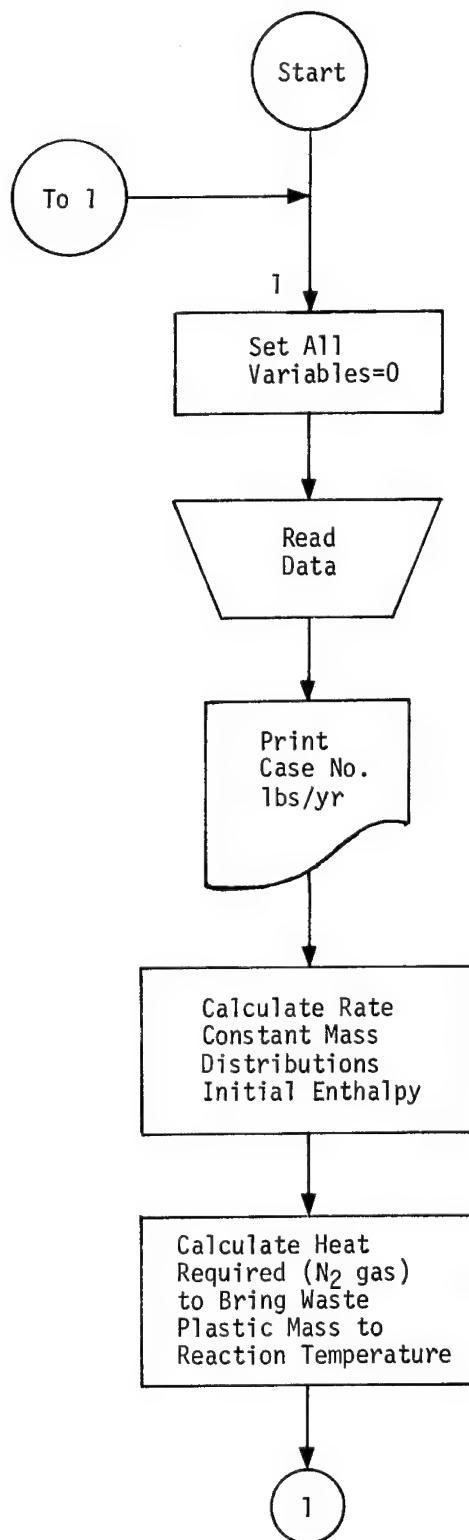 Start
To 1
1
Set All
Variables=0
Read
Data
Print
Case No.
lbs/yr
Calculate Rate
Constant Mass
Distributions
Initial Enthalpy
Calculate Heat
Required (N₂ gas)
to Bring Waste
Plastic Mass to
Reaction Temperature
1